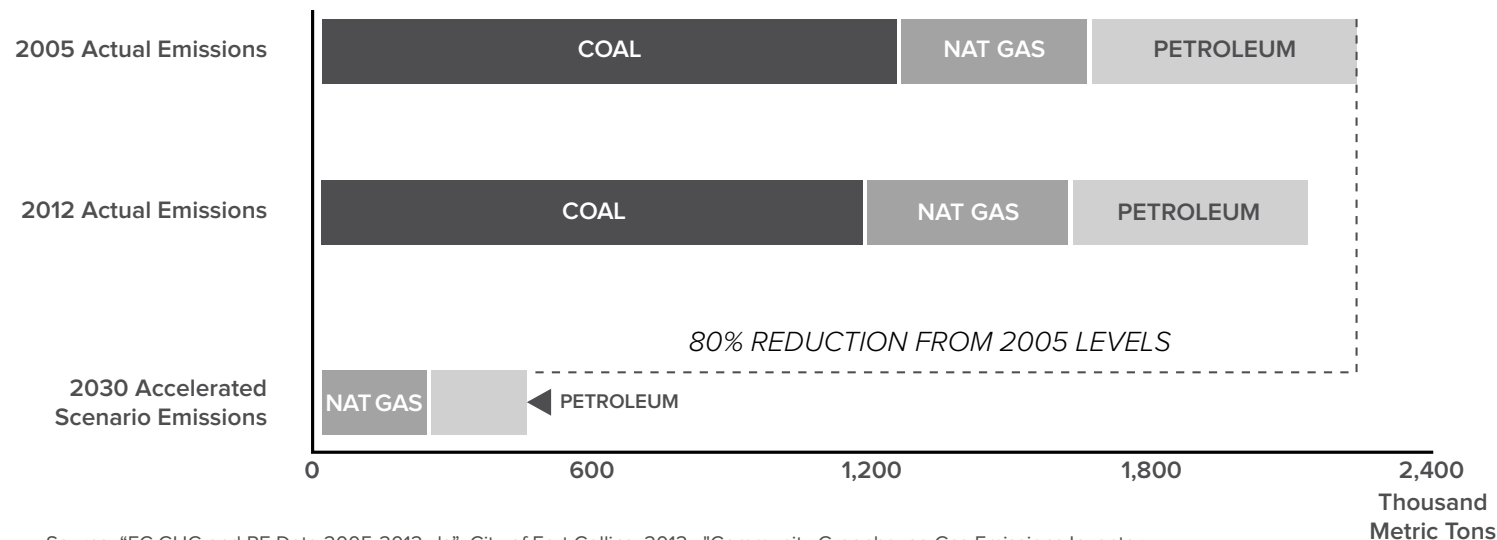 2005 Actual Emissions
COAL
NAT GAS
PETROLEUM
2012 Actual Emissions
COAL
NAT GAS
PETROLEUM
80% REDUCTION FROM 2005 LEVELS
2030 Accelerated
Scenario Emissions
NAT GAS
PETROLEUM
0
600
1,200
1,800
2,400
Thousand
Metric Tons